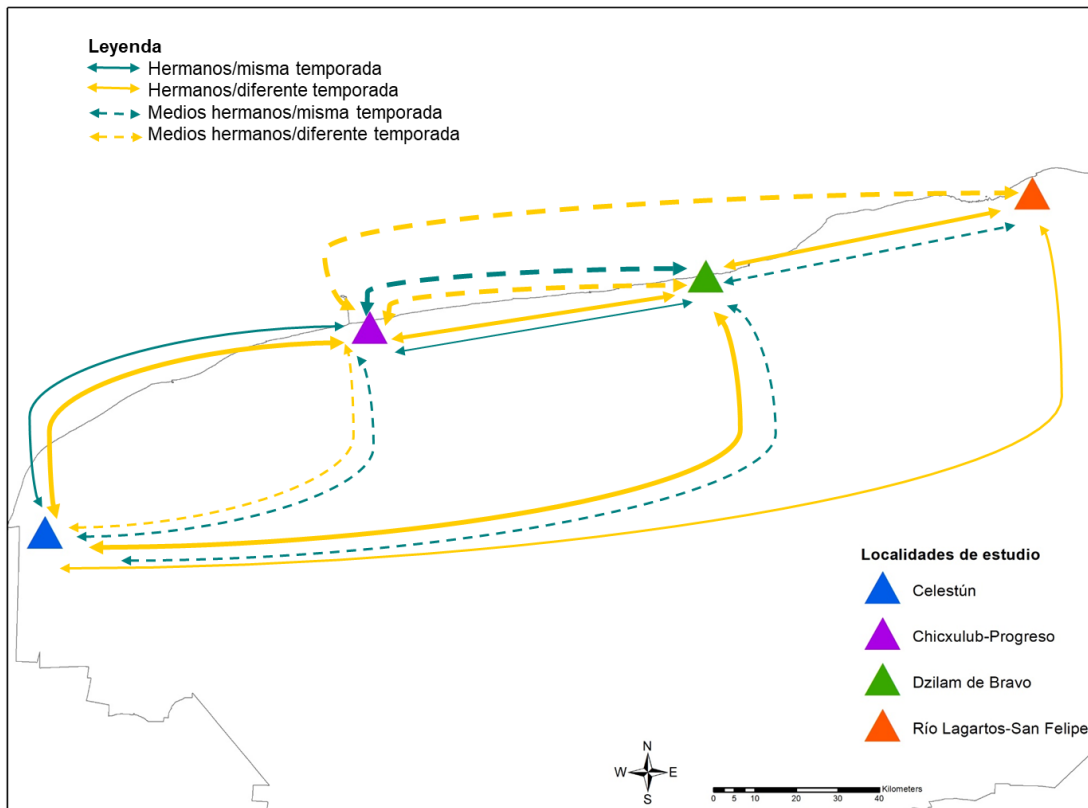 Leyenda
Hermanos/misma temporada
Hermanos/diferente temporada
Medios hermanos/misma temporada
Medios hermanos/diferente temporada
Localidades de estudio
Celestún
Chicxulub-Progreso
Dzilam de Bravo
Río Lagartos-San Felipe
N
W E
S
Kilometers
0 5 10 20 30 40